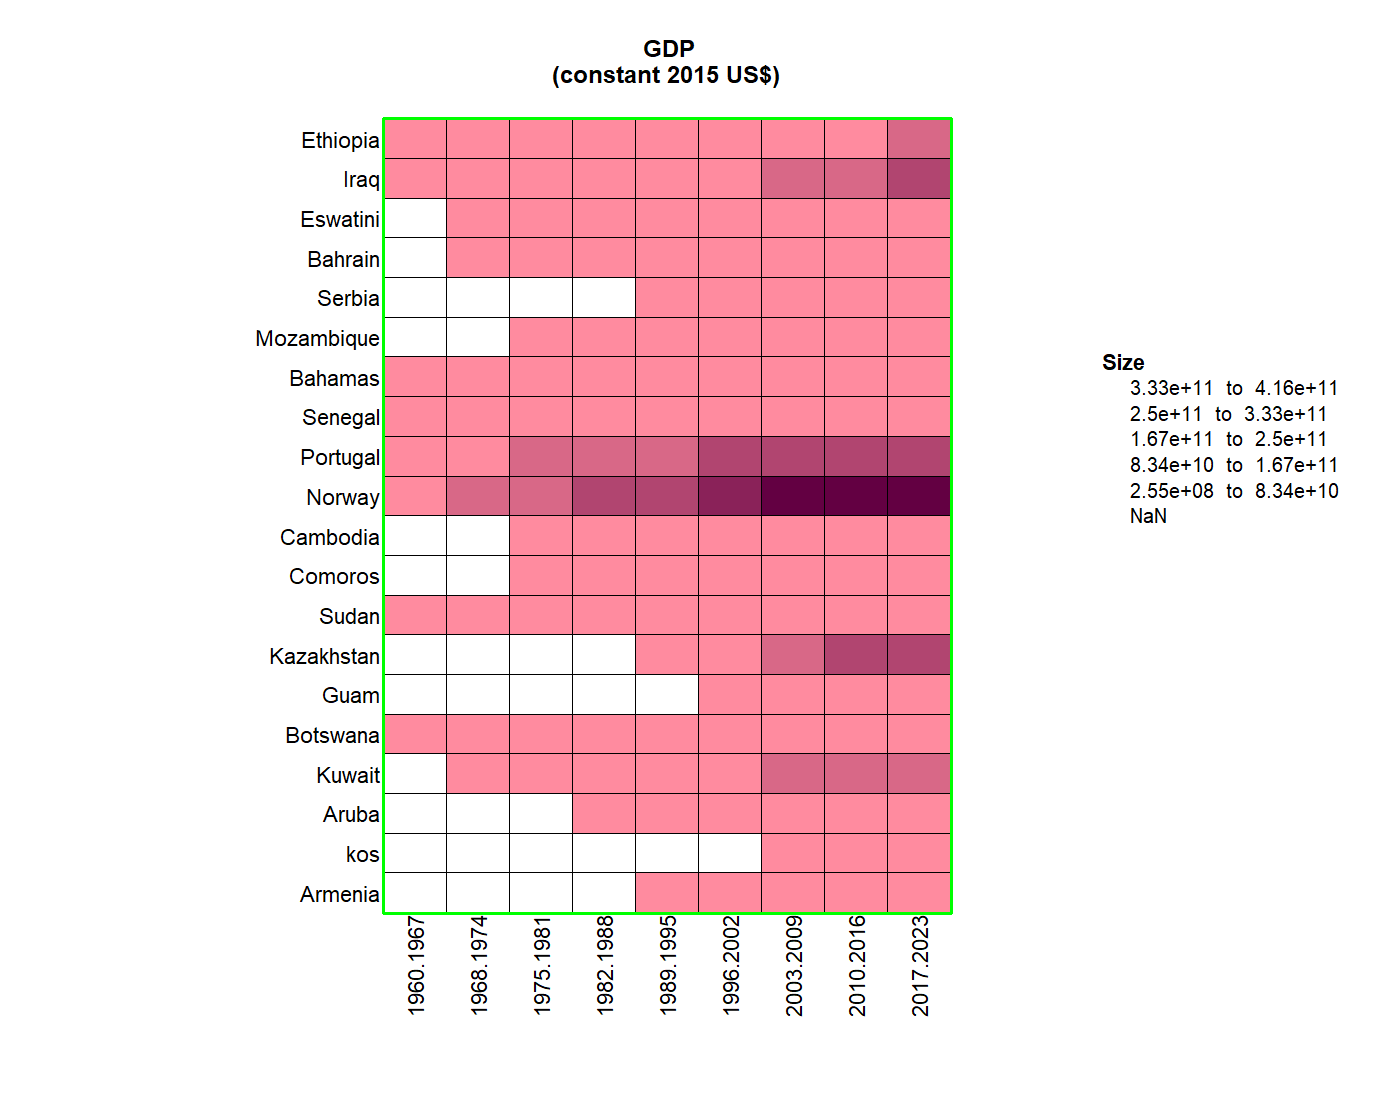 GDP
(constant 2015 US$)
Ethiopia
Iraq
Eswatini
Bahrain
Serbia
Mozambique
Bahamas
Senegal
Portugal
Norway
Cambodia
Comoros
Sudan
Kazakhstan
Guam
Botswana
Kuwait
Aruba
kos
Armenia
1960.1967
1968.1974
1975.1981
1982.1988
1989.1995
1996.2002
2003.2009
2010.2016
2017.2023
Size
3.33e+11 to 4.16e+11
2.5e+11 to 3.33e+11
1.67e+11 to 2.5e+11
8.34e+10 to 1.67e+11
2.55e+08 to 8.34e+10
NaN